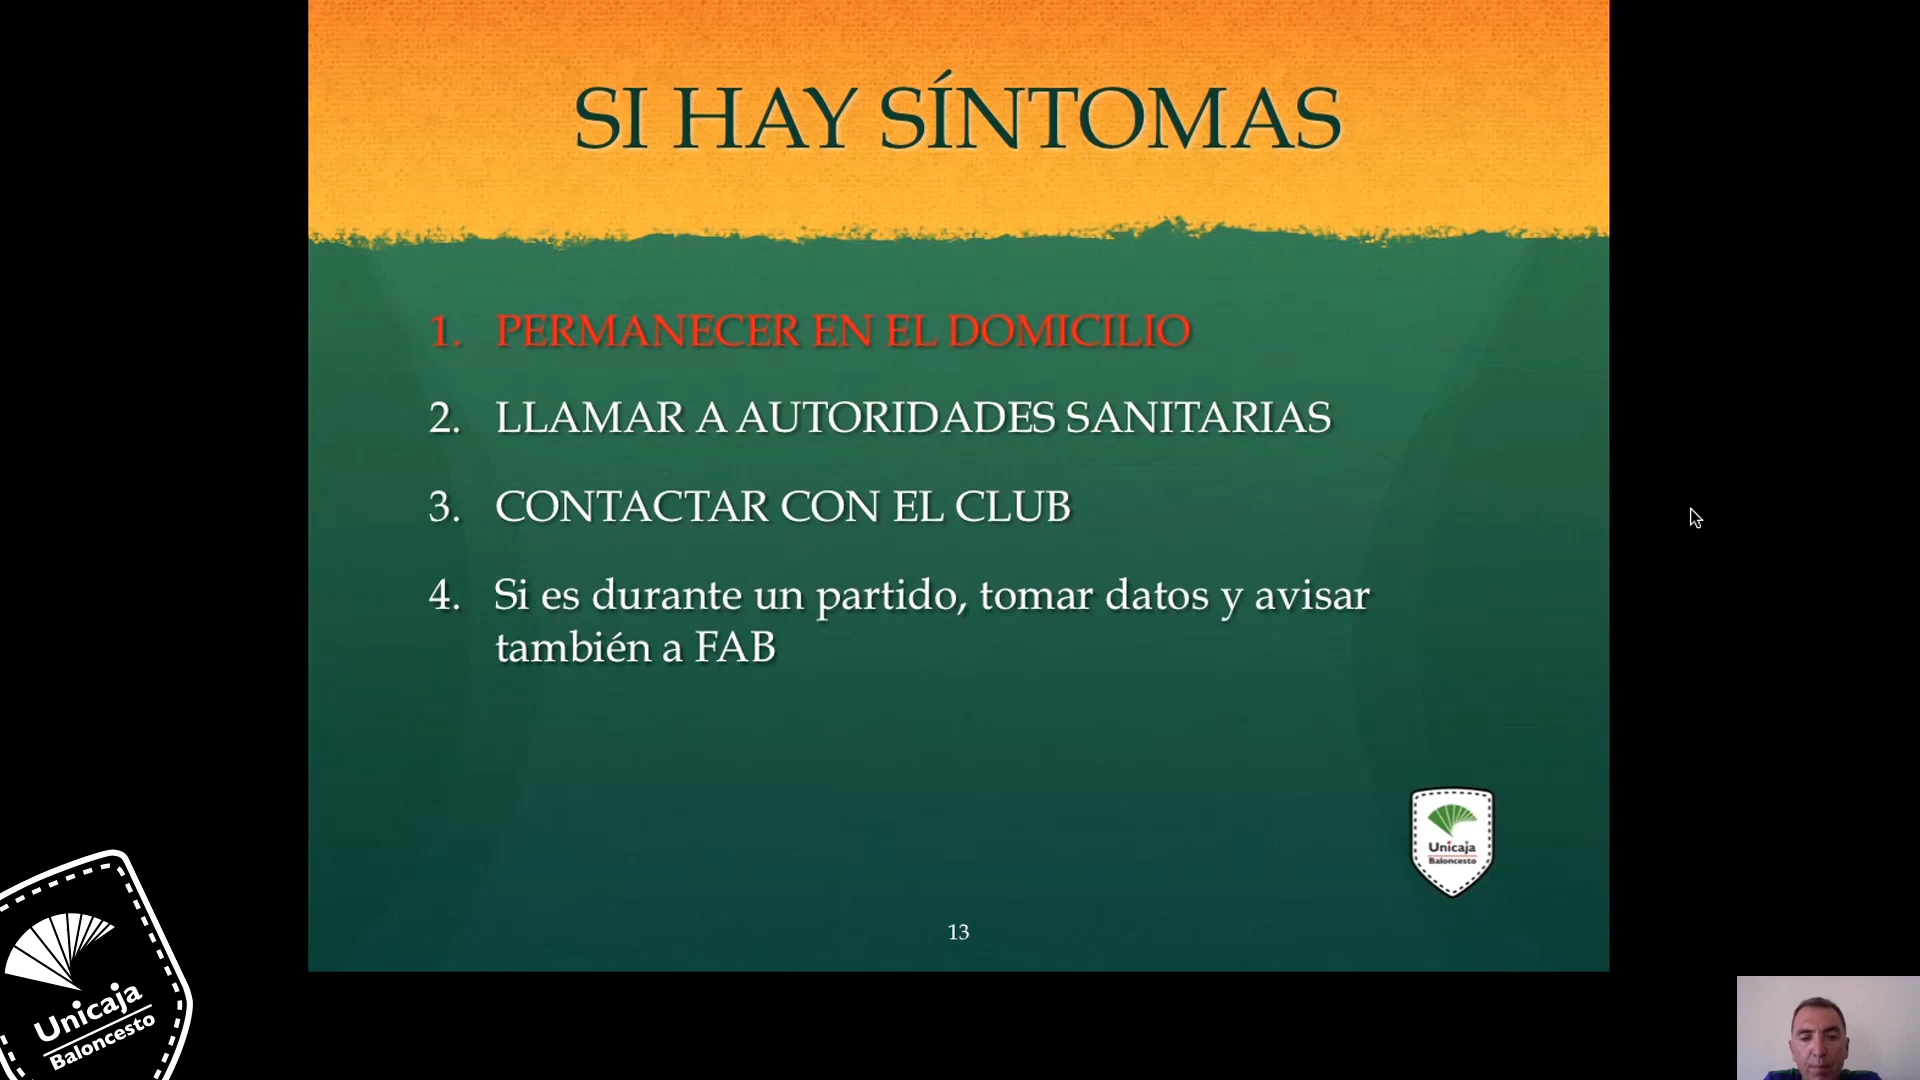 SI HAY SÍNTOMAS
1. PERMANECER EN EL DOMICILIO
2. LLAMAR A AUTORIDADES SANITARIAS
3. CONTACTAR CON EL CLUB
4. Si es durante un partido, tomar datos y avisar
también a FAB
Unicaja
Baloncesto
13
Unicaja
Baloncesto